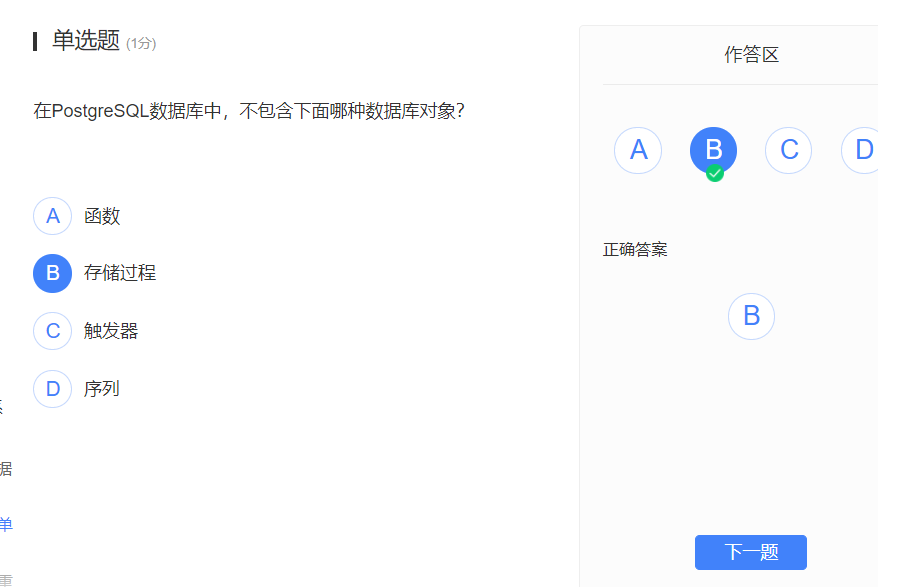 单选题 (1分)
在PostgreSQL数据库中，不包含下面哪种数据库对象?
A 函数
B 存储过程
C 触发器
D 序列
据
单
重
作答区
A B C D
正确答案
B
下一题